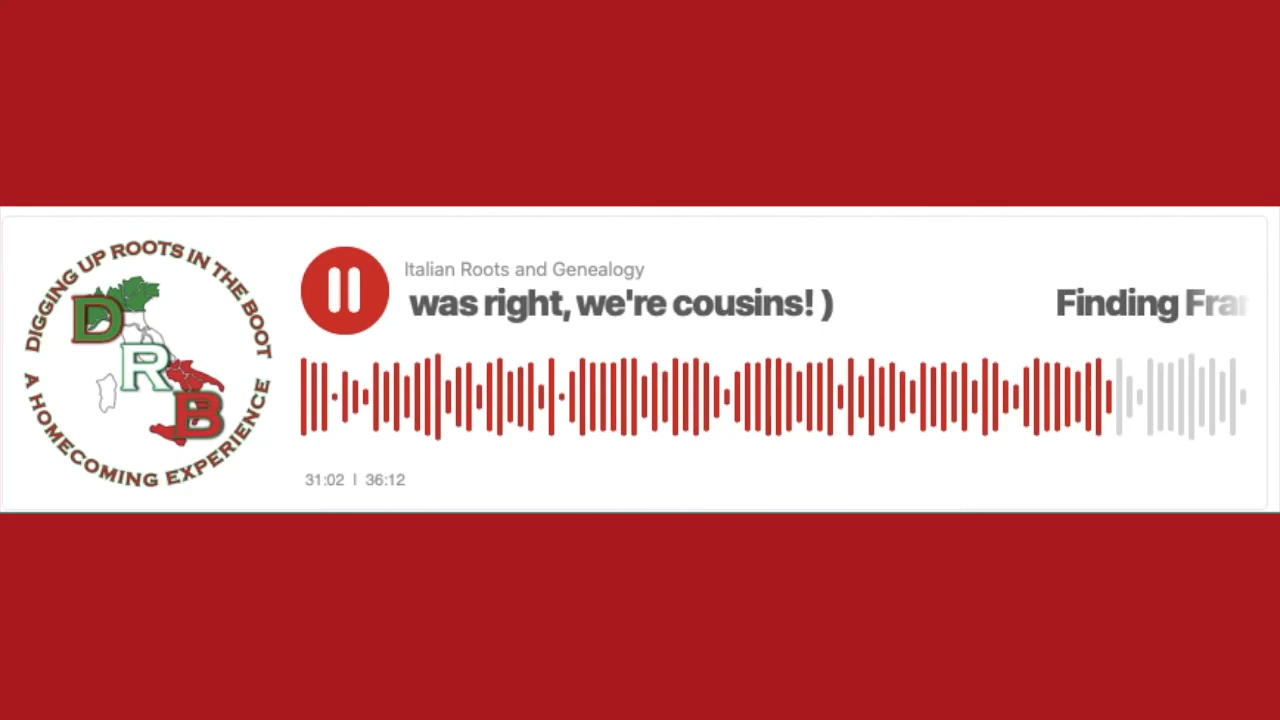 DIGGING UP ROOTS IN THE BOOT
D
R
B
A HOMECOMING EXPERIENCE
Italian Roots and Genealogy
was right, we're cousins! ) Finding
31:02 | 36:12